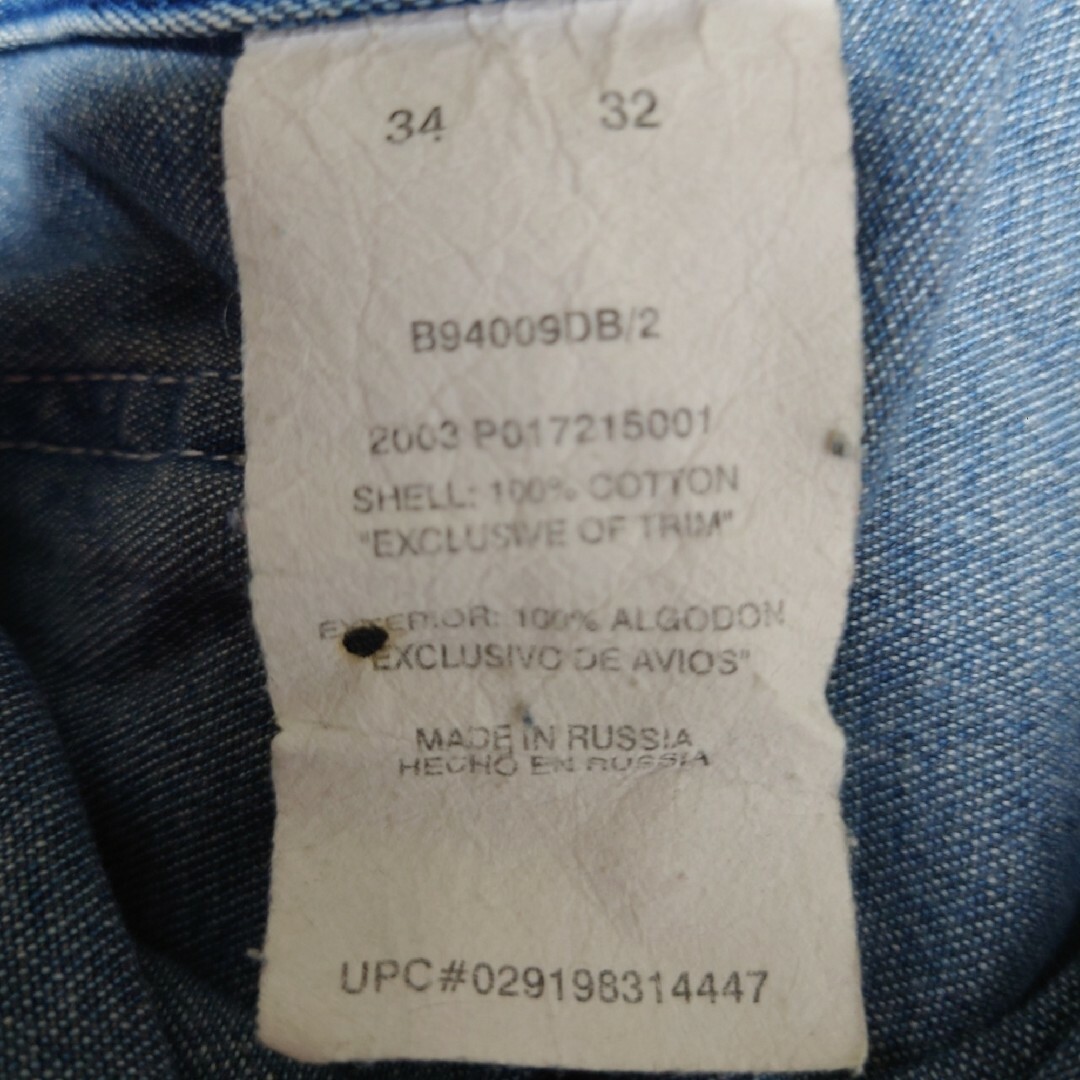 34 32
B94009DB/2
2003 P017215001
SHELL: 100% COTTON
"EXCLUSIVE OF TRIM"
EXTERIOR: 100% ALGODON
"EXCLUSIVO DE AVIOS"
MADE IN RUSSIA
HECHO EN RUSSIA
UPC#029198314447